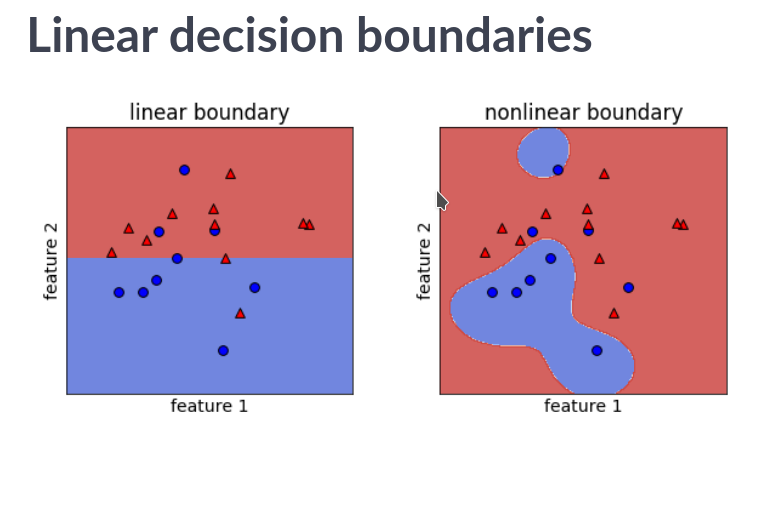 Linear decision boundaries
linear boundary
nonlinear boundary
feature 2
feature 2
feature 1
feature 1